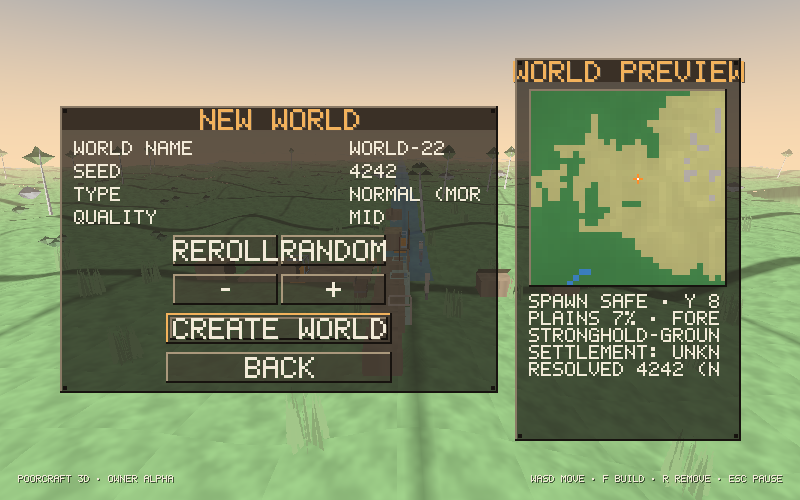 NEW WORLD
WORLD NAME WORLD-22
SEED 4242
TYPE NORMAL (MOR
QUALITY MID
REROLL RANDOM
- +
CREATE WORLD
BACK
WORLD PREVIEW
SPAWN SAFE · Y 8
PLAINS 7% · FORE
STRONGHOLD-GROUN
SETTLEMENT: UNKN
RESOLVED 4242 (N
POORCRAFT 3D · OWNER ALPHA
WASD MOVE · F BUILD · R REMOVE · ESC PAUSE